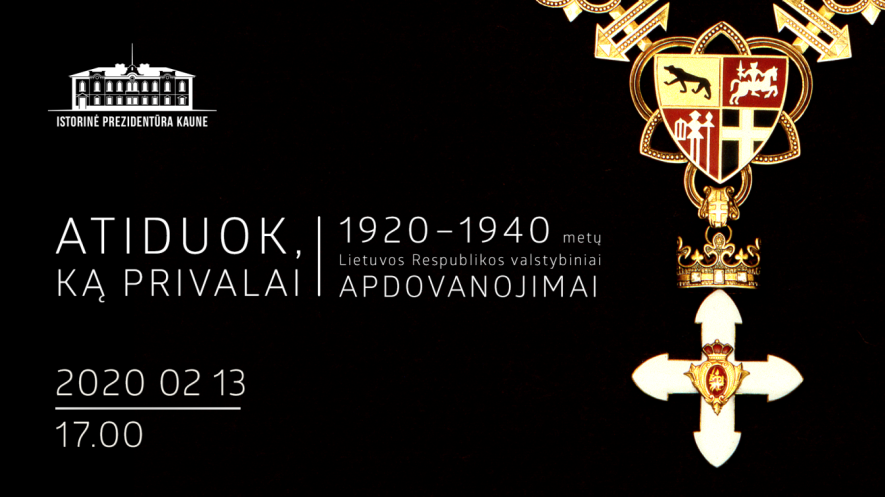 ISTORINĖ PREZIDENTŪRA KAUNE
ATIDUOK,
KĄ PRIVALAI
1920–1940 metų
Lietuvos Respublikos valstybiniai
APDOVANOJIMAI
2020 02 13
17.00